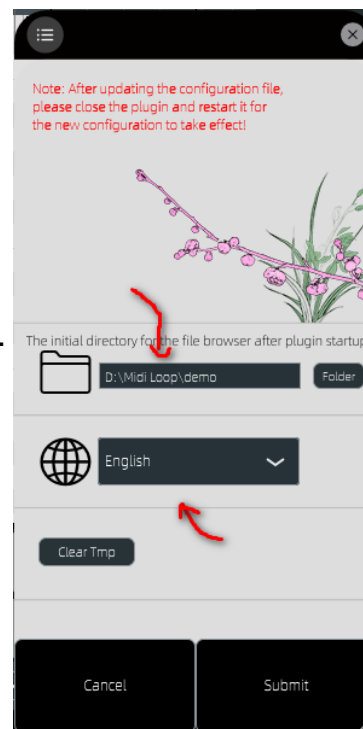 Note: After updating the configuration file,
please close the plugin and restart it for
the new configuration to take effect!
The initial directory for the file browser after plugin startup
D:\Midi Loop\demo
Folder
English
Clear Tmp
Cancel
Submit